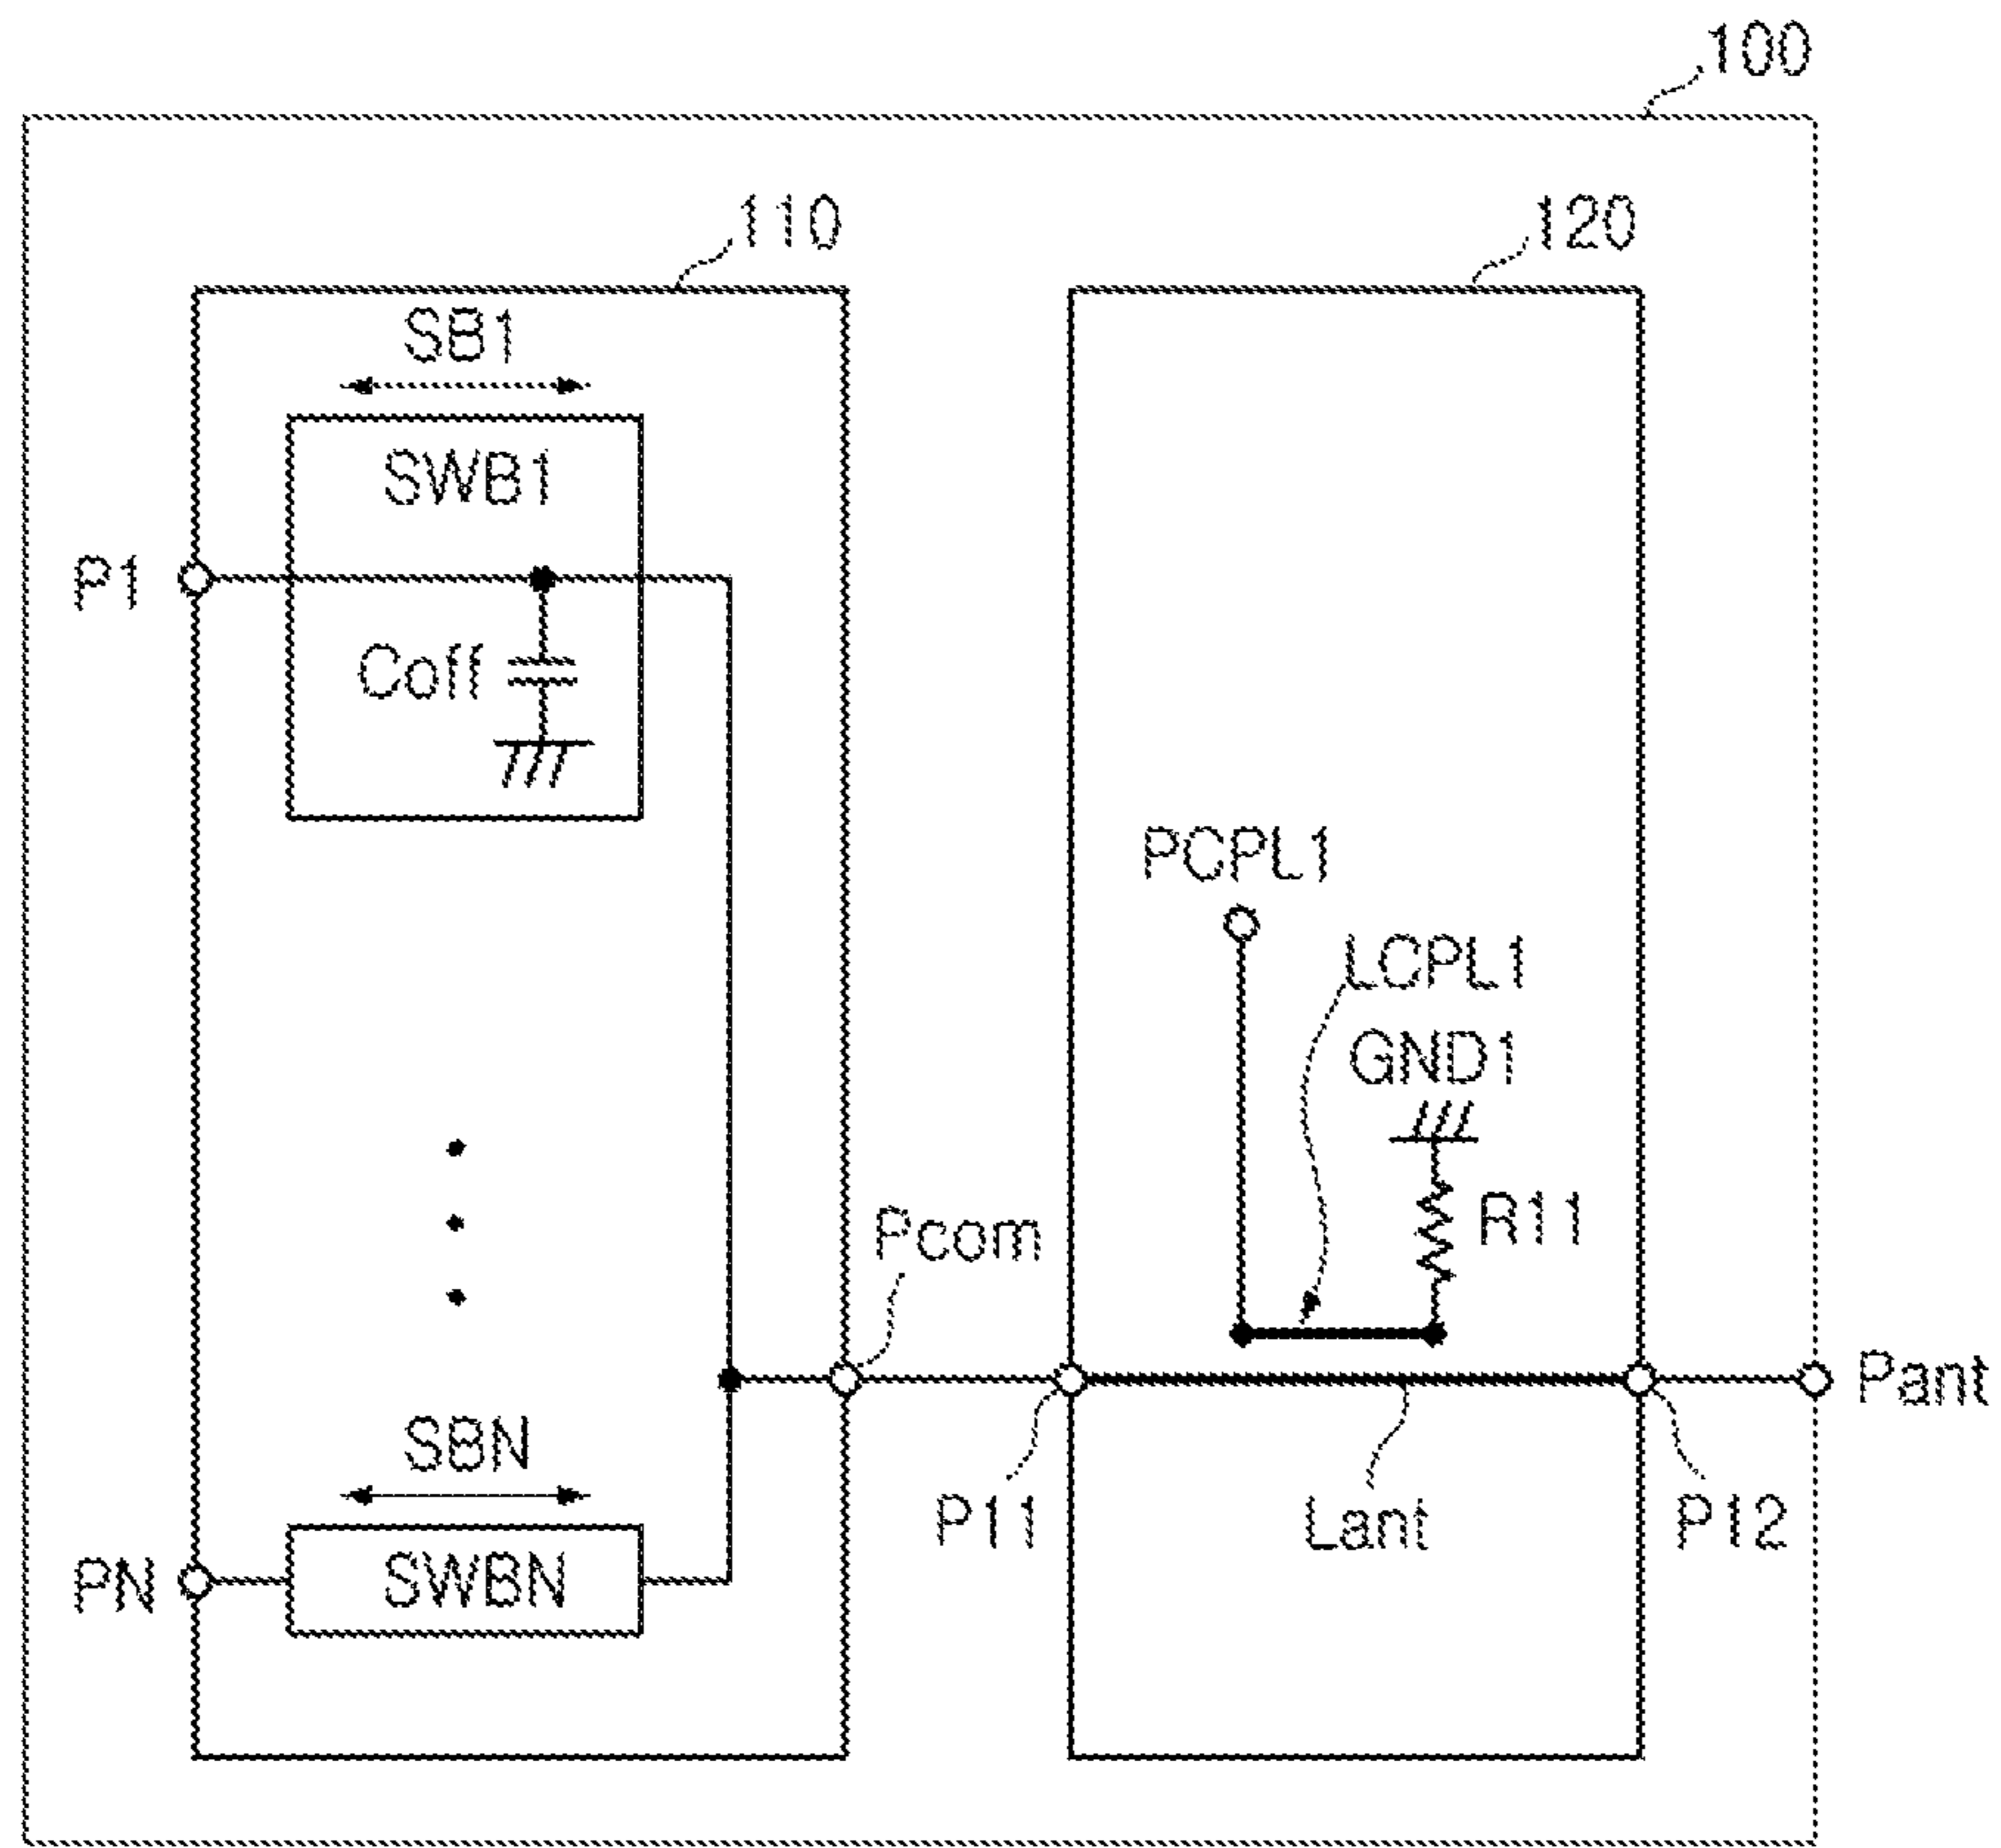 100
110
120
SB1
SWB1
P1
Coff
PCPL1
LCPL1
GND1
R11
Pcom
Pant
SBN
P11
Lant
P12
PN
SWBN